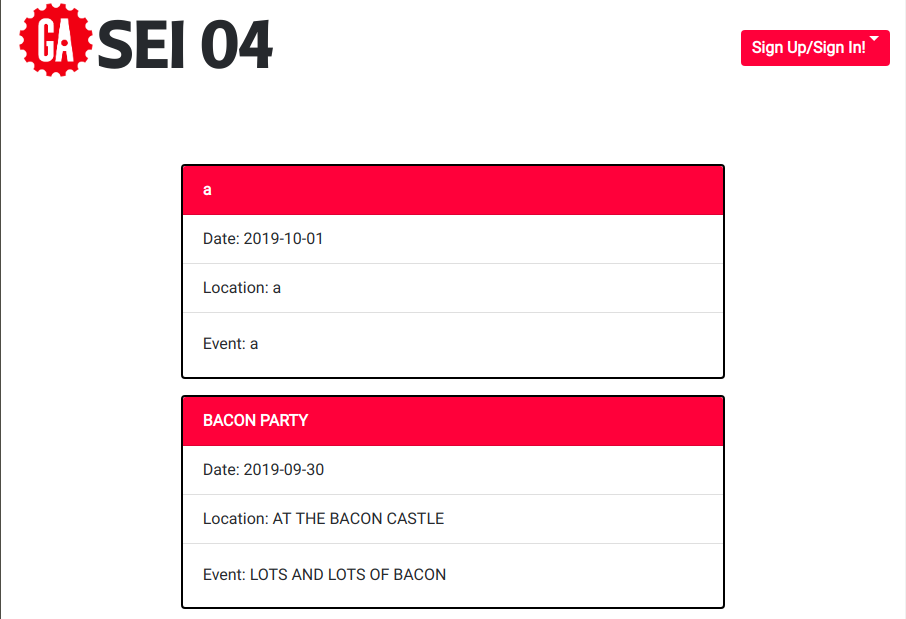 GA SEI 04
Sign Up/Sign In!
a
Date: 2019-10-01
Location: a
Event: a
BACON PARTY
Date: 2019-09-30
Location: AT THE BACON CASTLE
Event: LOTS AND LOTS OF BACON